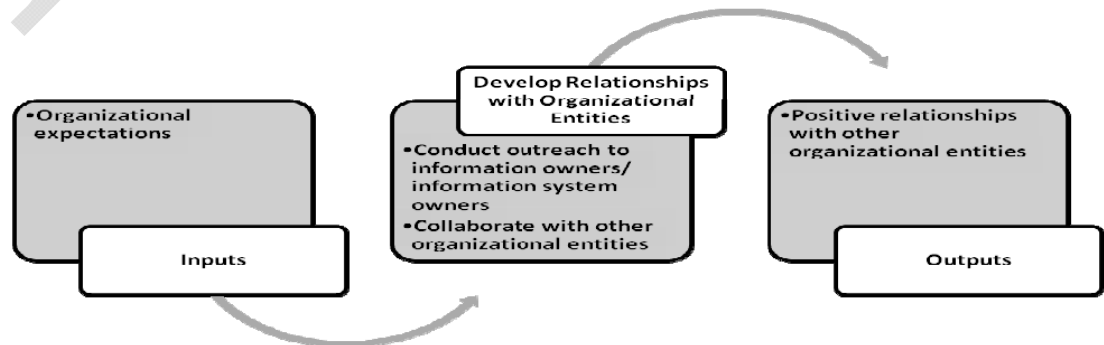 •Organizational
expectations
Inputs
Develop Relationships
with Organizational
Entities
•Conduct outreach to
information owners/
information system
owners
•Collaborate with other
organizational entities
•Positive relationships
with other
organizational entities
Outputs